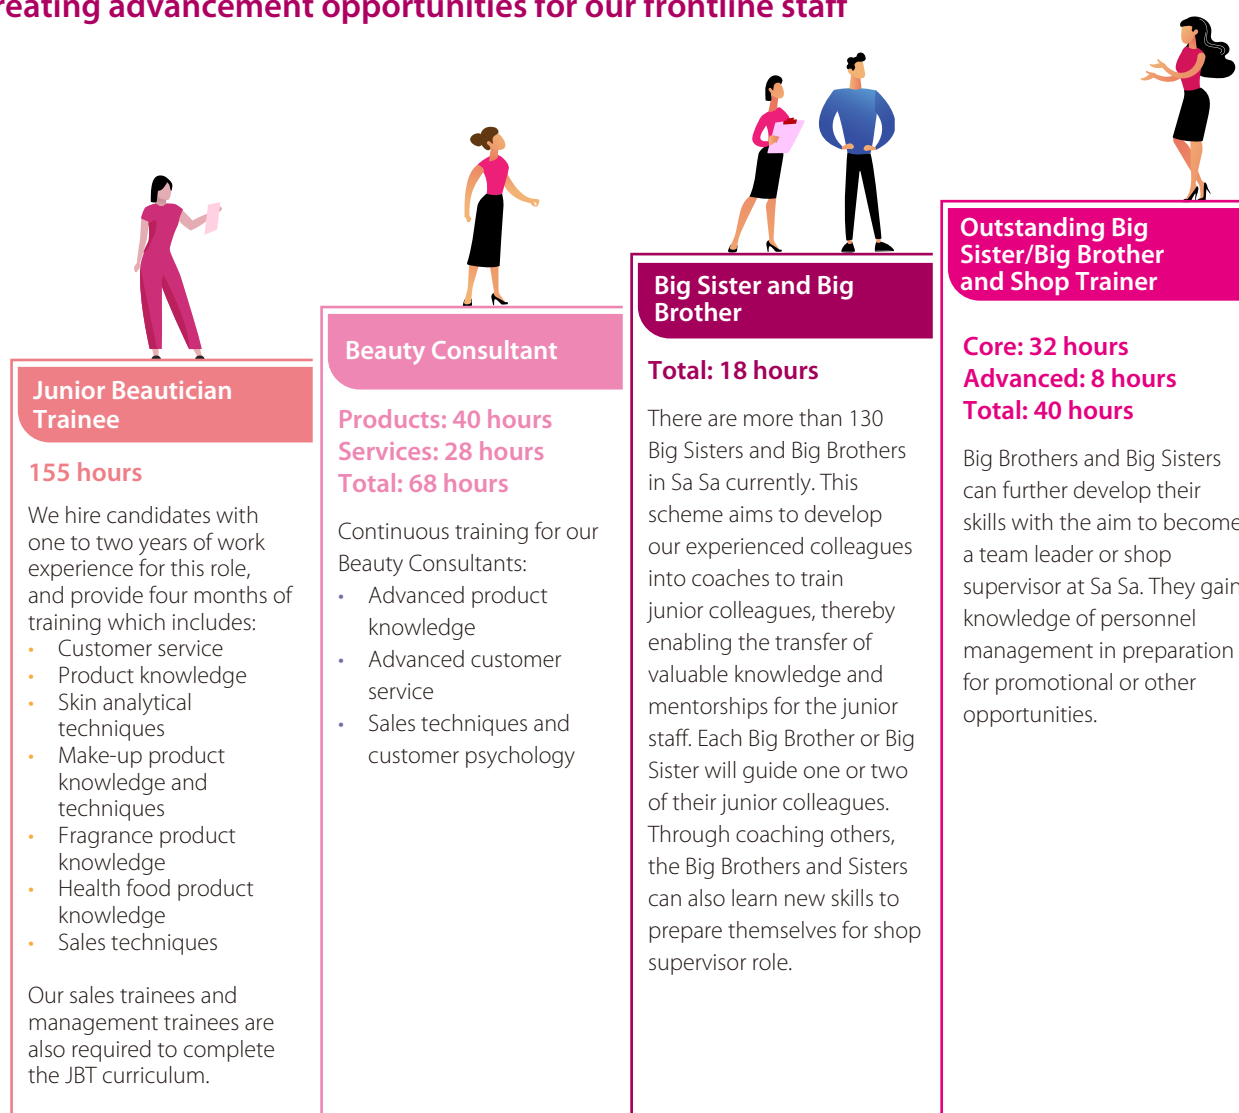 reating advancement opportunities for our frontline staff
Junior Beautician
Trainee
155 hours
We hire candidates with
one to two years of work
experience for this role,
and provide four months of
training which includes:
• Customer service
• Product knowledge
• Skin analytical
techniques
• Make-up product
knowledge and
techniques
• Fragrance product
knowledge
• Health food product
knowledge
• Sales techniques
Our sales trainees and
management trainees are
also required to complete
the JBT curriculum.
Beauty Consultant
Products: 40 hours
Services: 28 hours
Total: 68 hours
Continuous training for our
Beauty Consultants:
• Advanced product
knowledge
• Advanced customer
service
• Sales techniques and
customer psychology
Big Sister and Big
Brother
Total: 18 hours
There are more than 130
Big Sisters and Big Brothers
in Sa Sa currently. This
scheme aims to develop
our experienced colleagues
into coaches to train
junior colleagues, thereby
enabling the transfer of
valuable knowledge and
mentorships for the junior
staff. Each Big Brother or Big
Sister will guide one or two
of their junior colleagues.
Through coaching others,
the Big Brothers and Sisters
can also learn new skills to
prepare themselves for shop
supervisor role.
Outstanding Big
Sister/Big Brother
and Shop Trainer
Core: 32 hours
Advanced: 8 hours
Total: 40 hours
Big Brothers and Big Sisters
can further develop their
skills with the aim to become
a team leader or shop
supervisor at Sa Sa. They gain
knowledge of personnel
management in preparation
for promotional or other
opportunities.